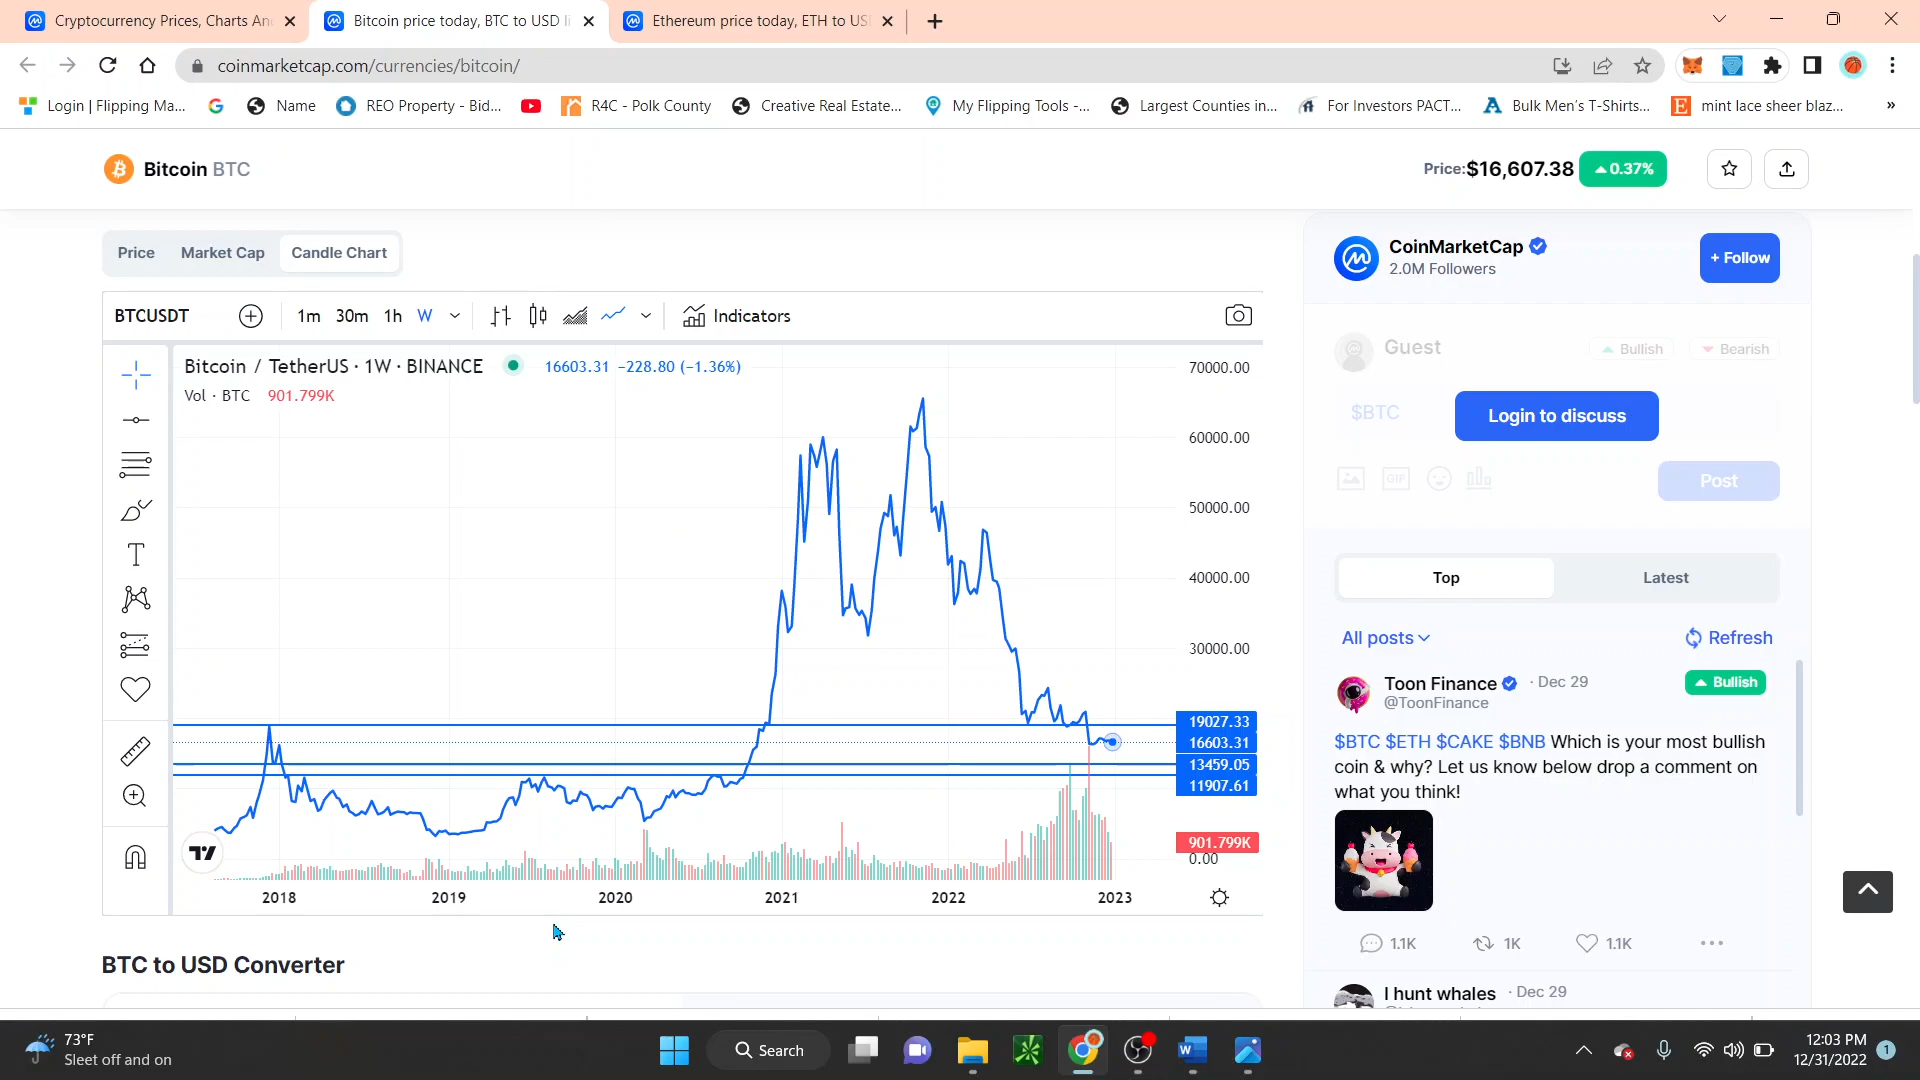 Cryptocurrency Prices, Charts An
Bitcoin price today, BTC to USD li
Ethereum price today, ETH to US
coinmarketcap.com/currencies/bitcoin/
Login | Flipping Ma...
Name
REO Property - Bid...
R4C - Polk County
Creative Real Estate...
My Flipping Tools -...
Largest Counties in...
For Investors PACT...
Bulk Men's T-Shirts...
mint lace sheer blaz...
»
Bitcoin BTC
Price:$16,607.38 0.37%
Price Market Cap Candle Chart
BTCUSDT 1m 30m 1h W Indicators
Bitcoin / TetherUS · 1W · BINANCE 16603.31 −228.80 (−1.36%)
Vol · BTC 901.799K
70000.00
60000.00
50000.00
40000.00
30000.00
19027.33
16603.31
13459.05
11907.61
901.799K
0.00
2018 2019 2020 2021 2022 2023
BTC to USD Converter
CoinMarketCap
2.0M Followers
+ Follow
Guest
Bullish Bearish
$BTC
Login to discuss
GIF
Post
Top Latest
All posts Refresh
Toon Finance · Dec 29
@ToonFinance
Bullish
$BTC $ETH $CAKE $BNB Which is your most bullish
coin & why? Let us know below drop a comment on
what you think!
1.1K 1K 1.1K
I hunt whales · Dec 29
73°F
Sleet off and on
Search
12:03 PM
12/31/2022
1